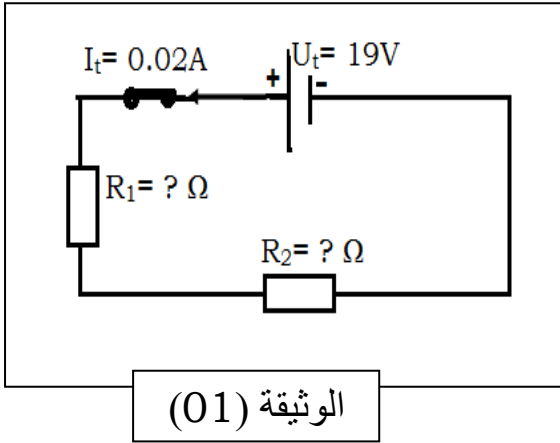 Iₜ= 0.02A
Uₜ= 19V
+
-
R₁= ? Ω
R₂= ? Ω
الوثيقة (01)